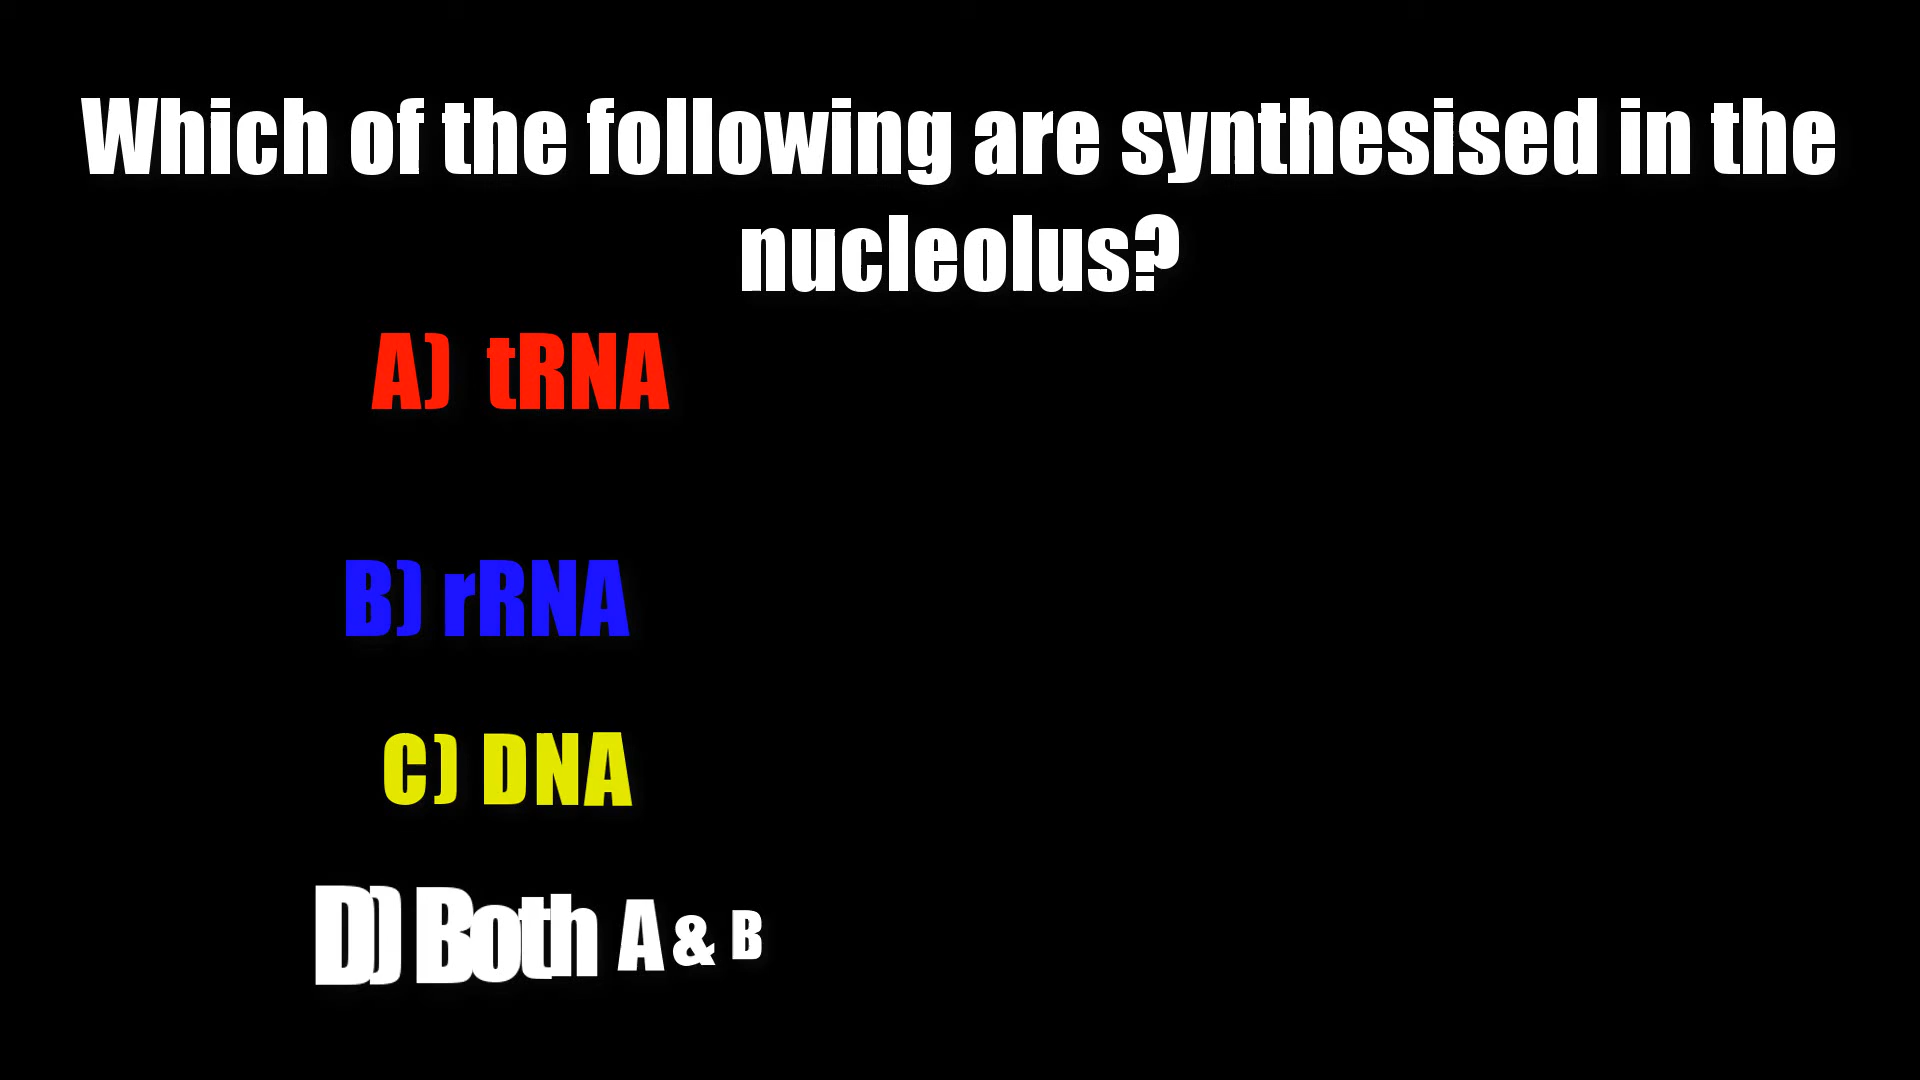 Which of the following are synthesised in the
nucleolus?
A) tRNA
B) rRNA
C) DNA
D) Both A & B